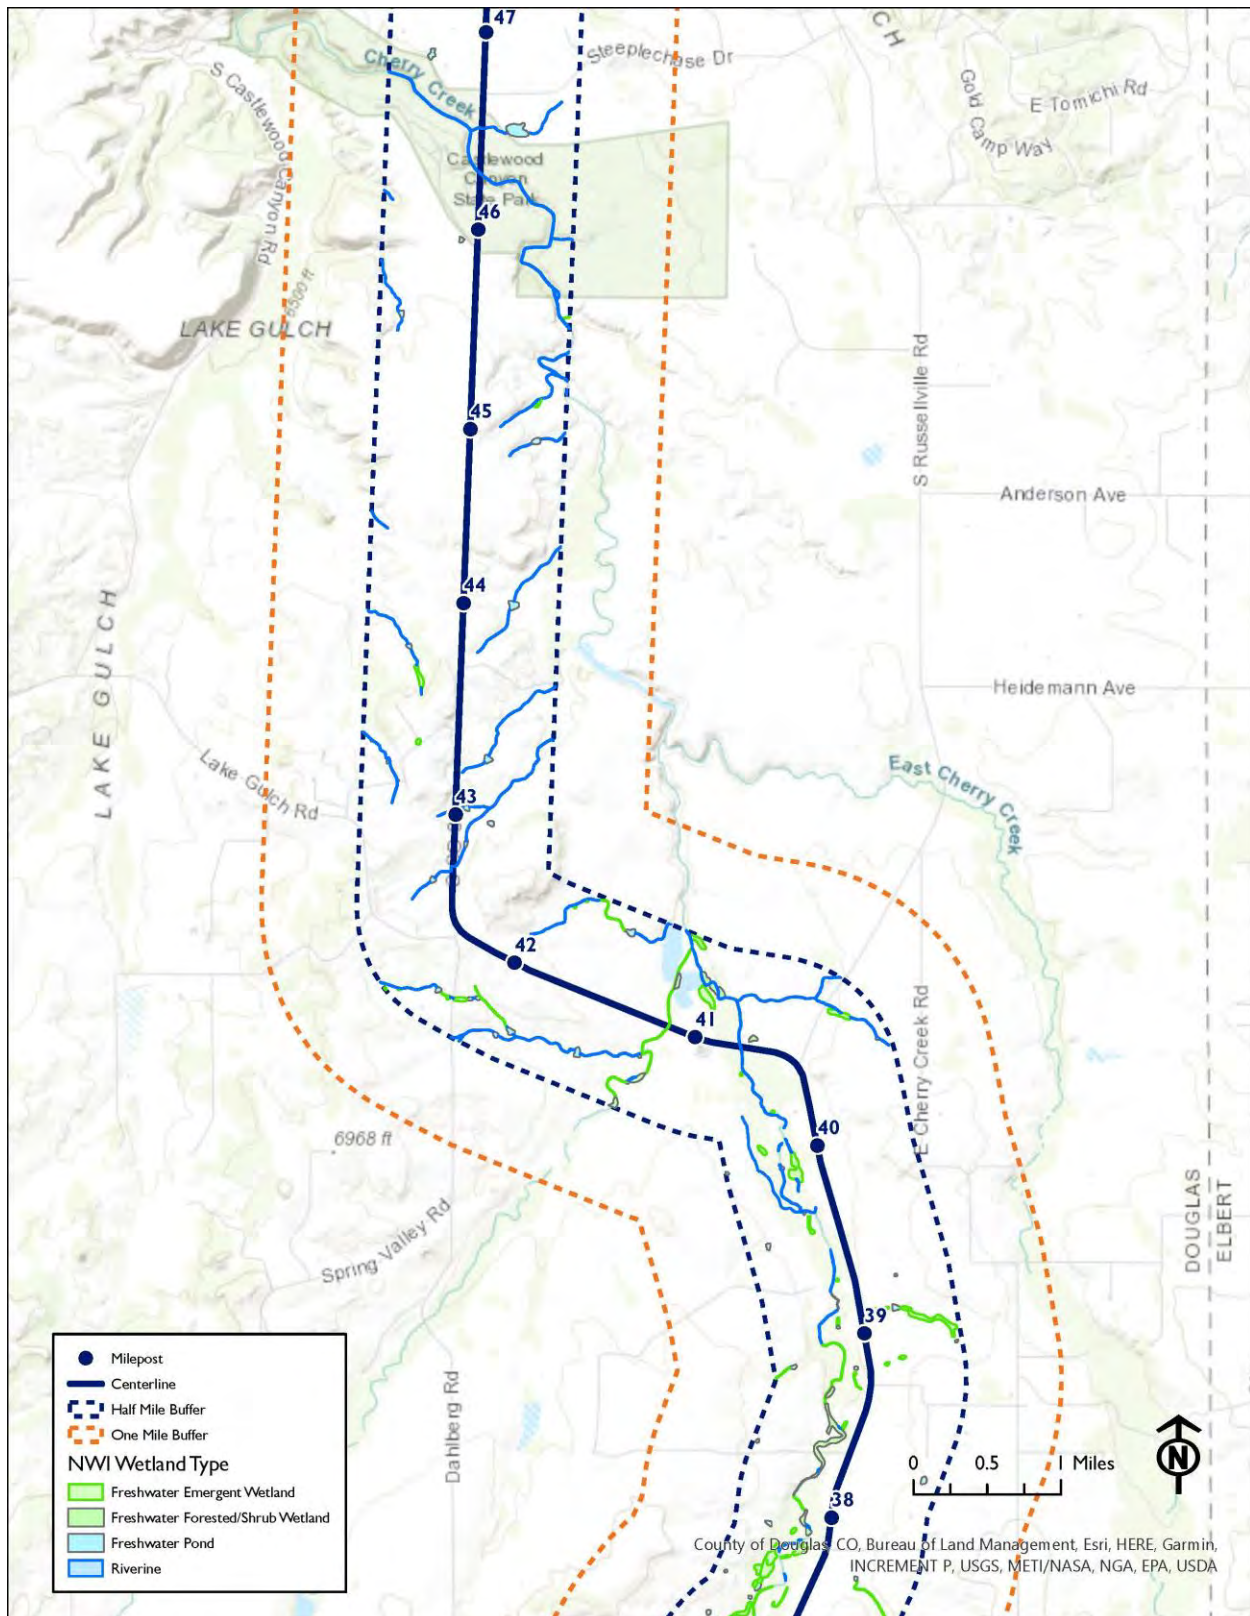 47
Steeplechase Dr
CH
Cherry Creek
S Castlewood Canyon Rd
E Tomichi Rd
Gold Camp Way
Castlewood
Canyon
State Park
46
6500 ft
LAKE GULCH
S Russellville Rd
45
Anderson Ave
44
LAKE GULCH
Heidemann Ave
Lake Gulch Rd
East Cherry Creek
43
42
41
E Cherry Creek Rd
40
6968 ft
DOUGLAS
ELBERT
Spring Valley Rd
39
Milepost
Centerline
Half Mile Buffer
One Mile Buffer
NWI Wetland Type
Freshwater Emergent Wetland
Freshwater Forested/Shrub Wetland
Freshwater Pond
Riverine
Dahlberg Rd
0 0.5 1 Miles
N
38
County of Douglas, CO, Bureau of Land Management, Esri, HERE, Garmin,
INCREMENT P, USGS, METI/NASA, NGA, EPA, USDA